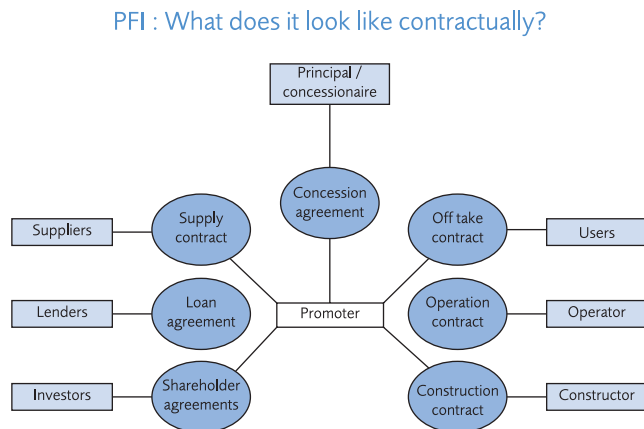 PFI : What does it look like contractually?
Principal /
concessionaire
Concession
agreement
Supply
contract
Off take
contract
Suppliers
Users
Loan
agreement
Operation
contract
Lenders
Promoter
Operator
Shareholder
agreements
Construction
contract
Investors
Constructor